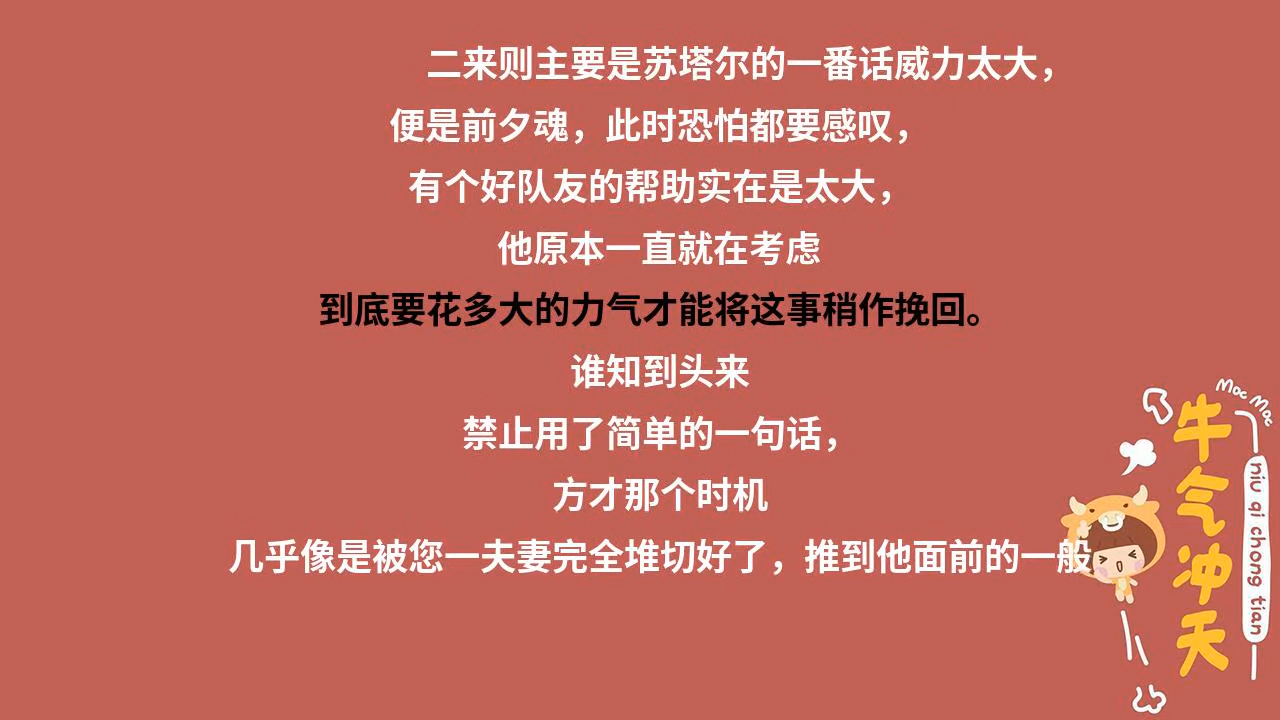 二来则主要是苏塔尔的一番话威力太大，
便是前夕魂，此时恐怕都要感叹，
有个好队友的帮助实在是太大，
他原本一直就在考虑
到底要花多大的力气才能将这事稍作挽回。
谁知到头来
禁止用了简单的一句话，
方才那个时机
几乎像是被您一夫妻完全堆切好了，推到他面前的一般
Moc Moc
牛气冲天
niu qi chong tian